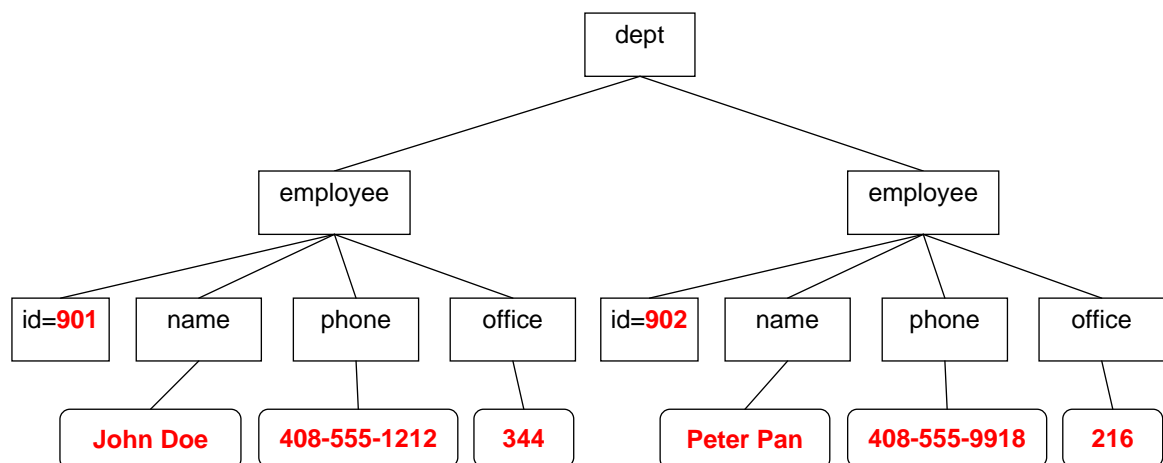 dept
employee
employee
id=901
name
phone
office
id=902
name
phone
office
John Doe
408-555-1212
344
Peter Pan
408-555-9918
216